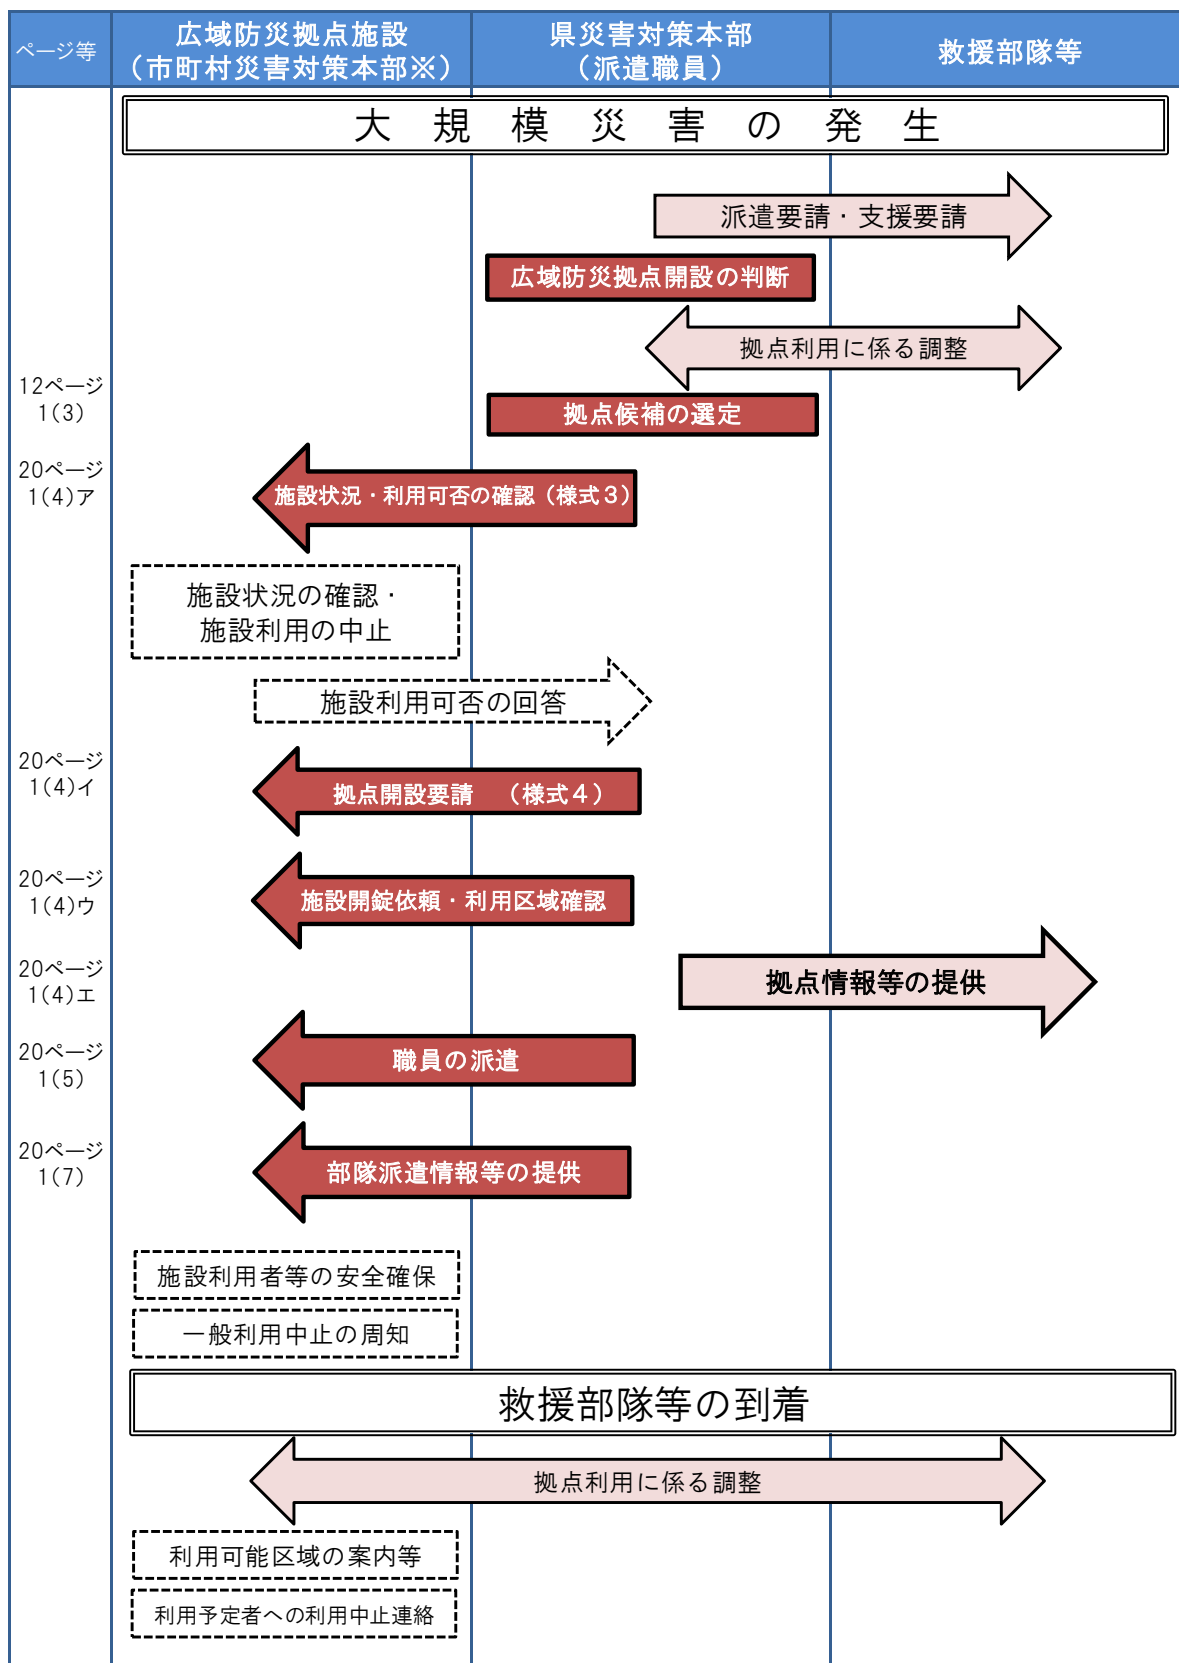 ページ等
広域防災拠点施設
（市町村災害対策本部※）
県災害対策本部
（派遣職員）
救援部隊等
大規模災害の発生
派遣要請・支援要請
広域防災拠点開設の判断
拠点利用に係る調整
12ページ
1(3)
拠点候補の選定
20ページ
1(4)ア
施設状況・利用可否の確認（様式３）
施設状況の確認・
施設利用の中止
施設利用可否の回答
20ページ
1(4)イ
拠点開設要請　（様式４）
20ページ
1(4)ウ
施設開錠依頼・利用区域確認
20ページ
1(4)エ
拠点情報等の提供
20ページ
1(5)
職員の派遣
20ページ
1(7)
部隊派遣情報等の提供
施設利用者等の安全確保
一般利用中止の周知
救援部隊等の到着
拠点利用に係る調整
利用可能区域の案内等
利用予定者への利用中止連絡